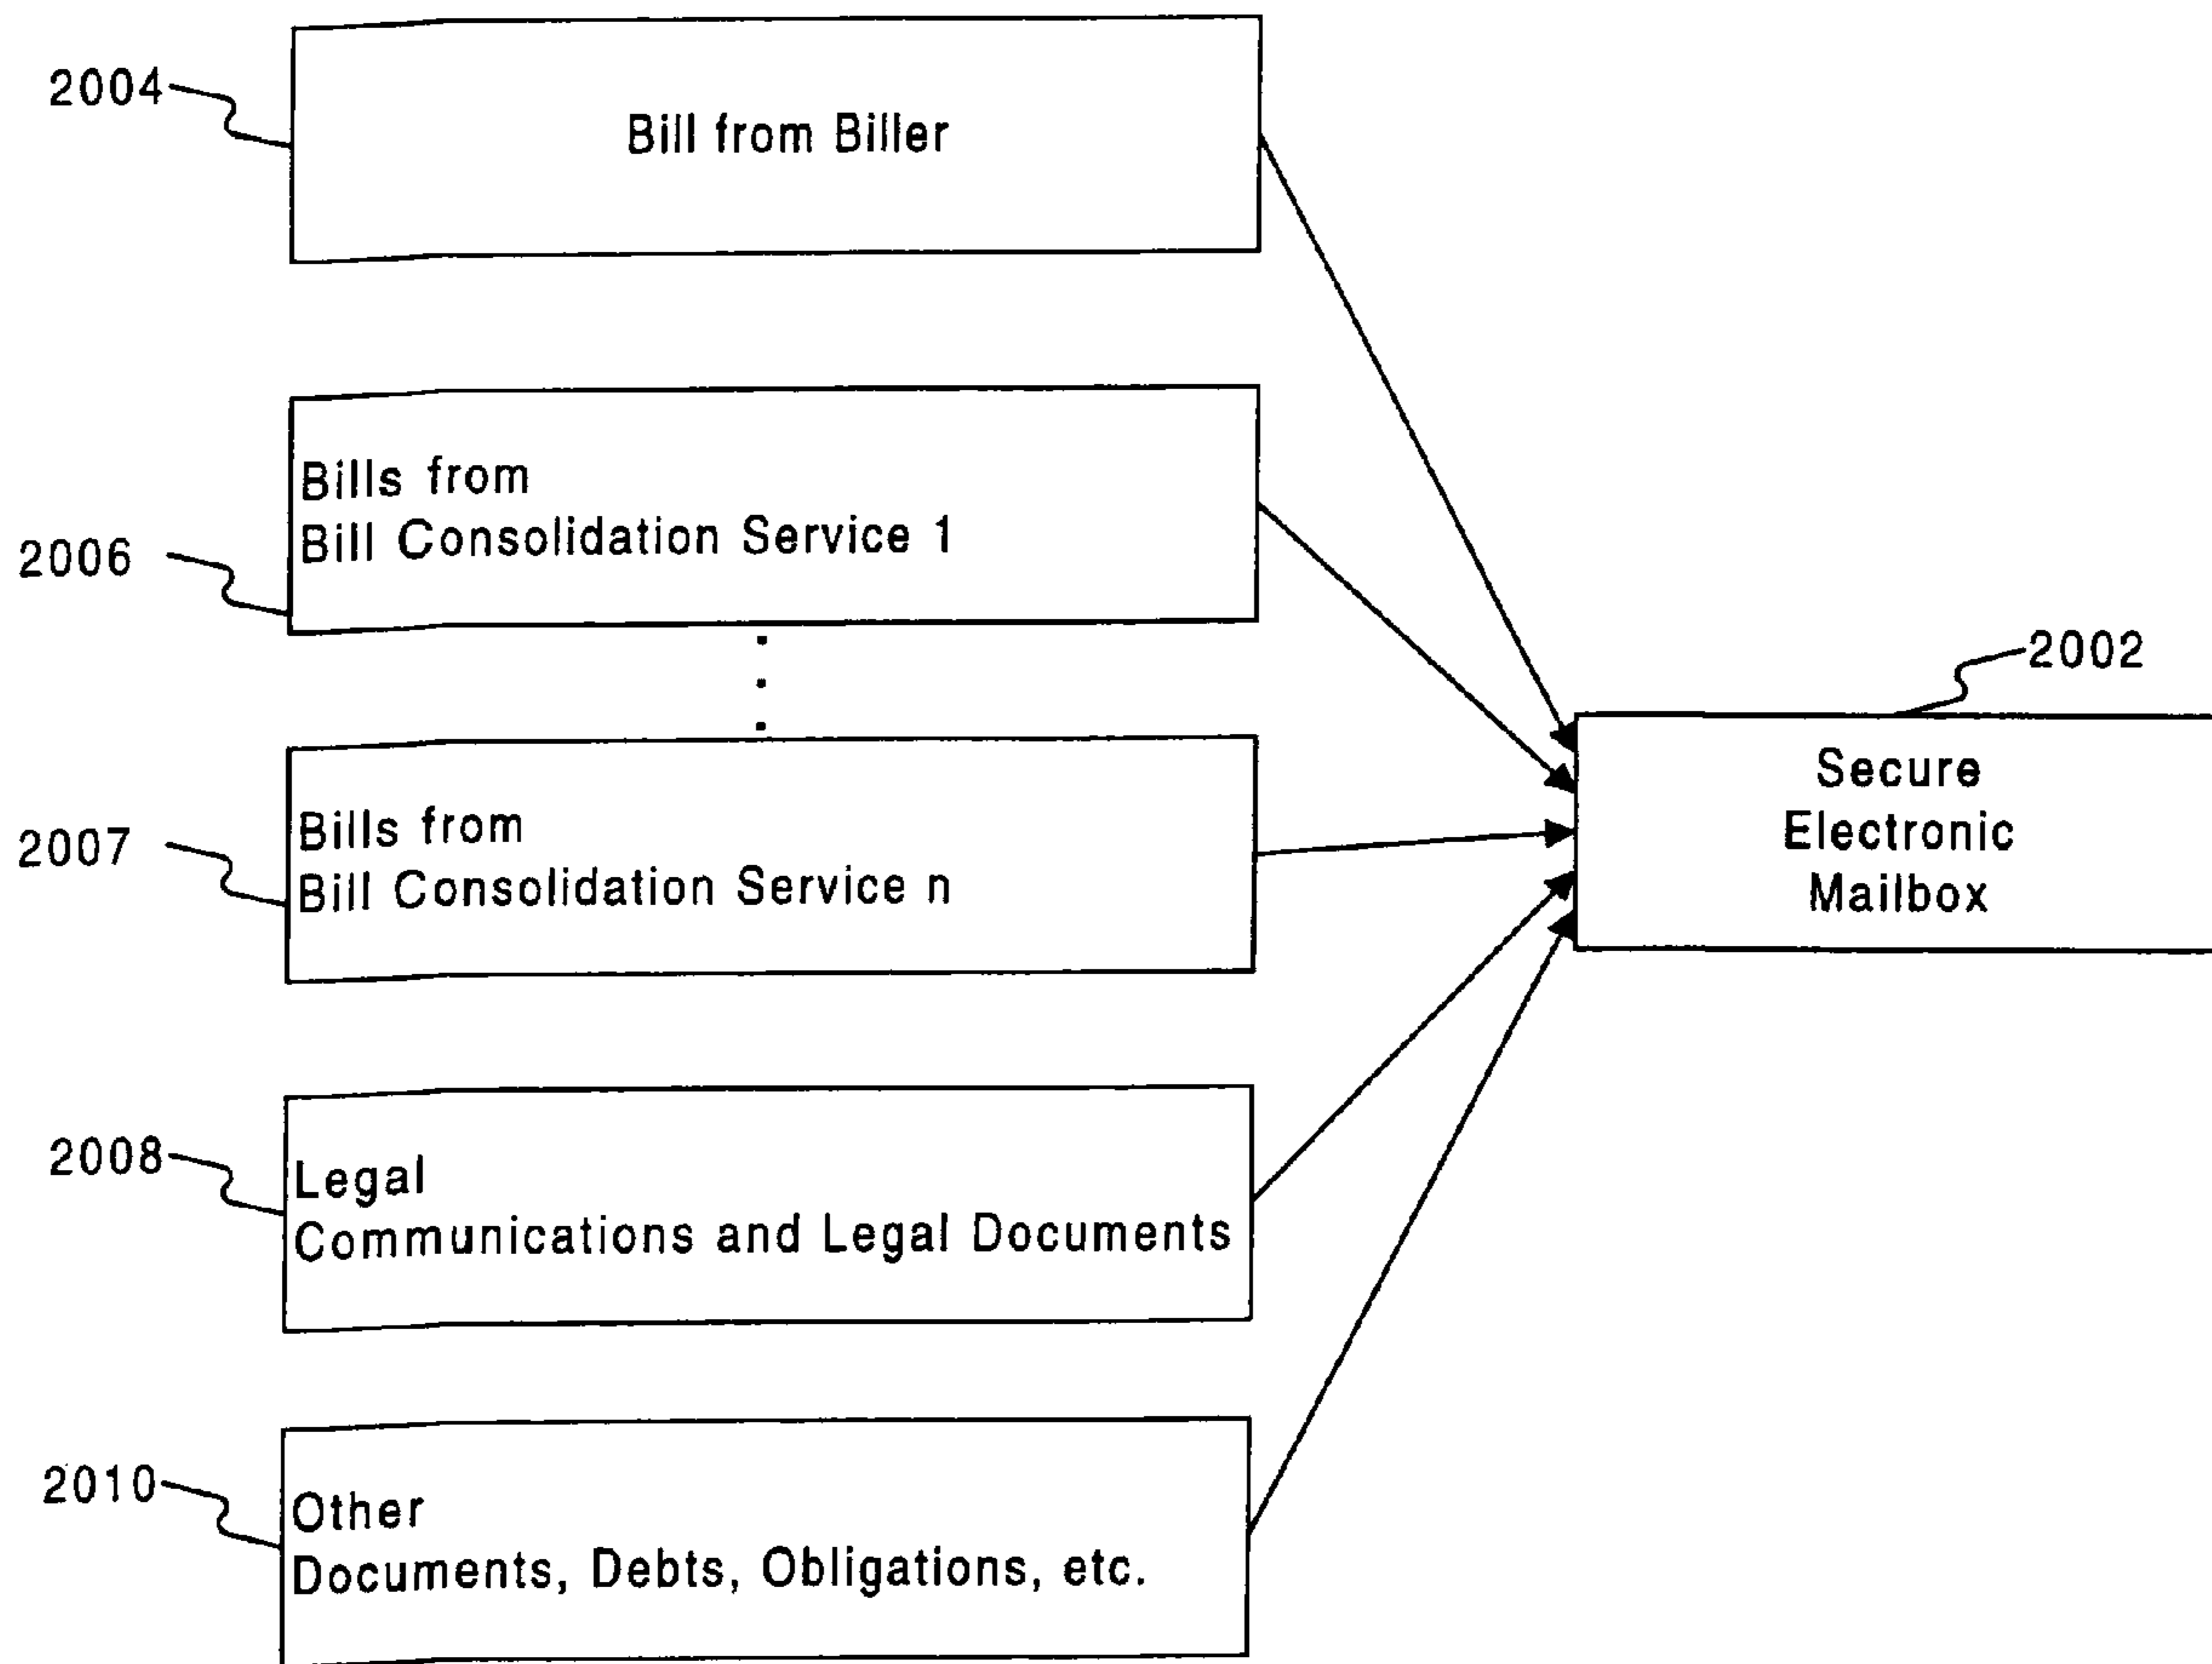 2004
Bill from Biller
Bills from
Bill Consolidation Service 1
2006
2002
Secure
Electronic
Mailbox
Bills from
Bill Consolidation Service n
2007
2008
Legal
Communications and Legal Documents
2010
Other
Documents, Debts, Obligations, etc.